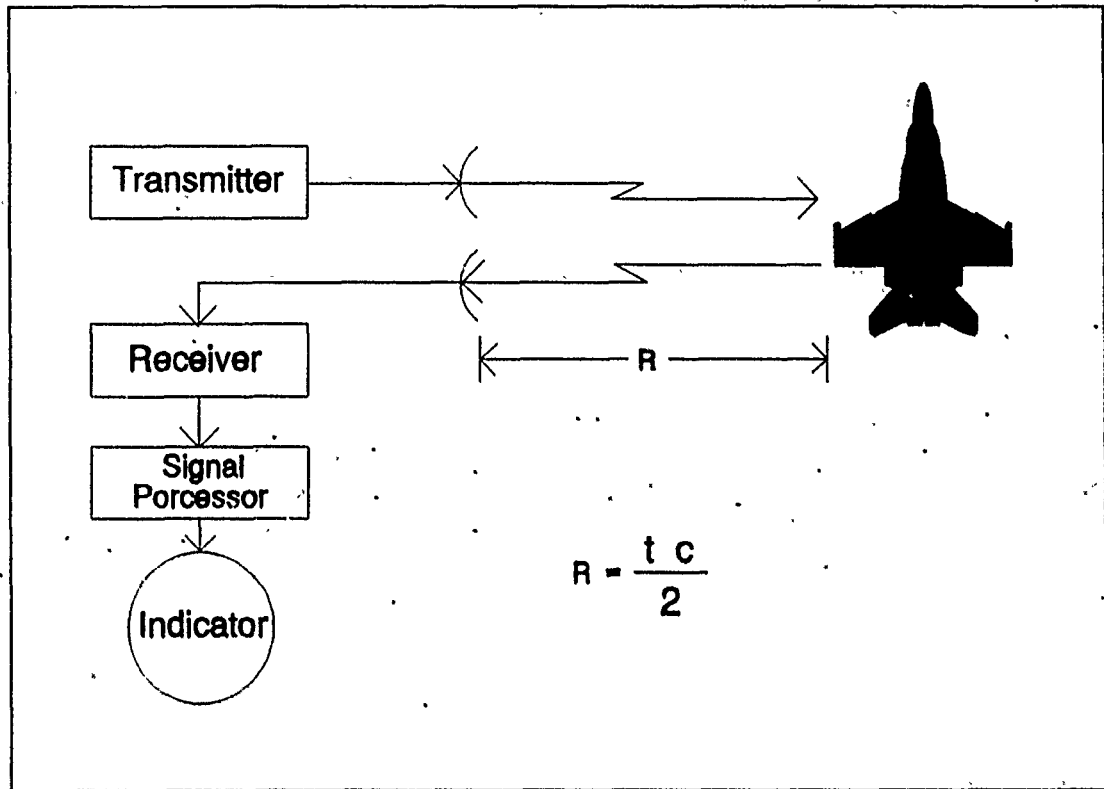 Transmitter
Receiver
R
Signal
Porcessor
R = t c
2
Indicator